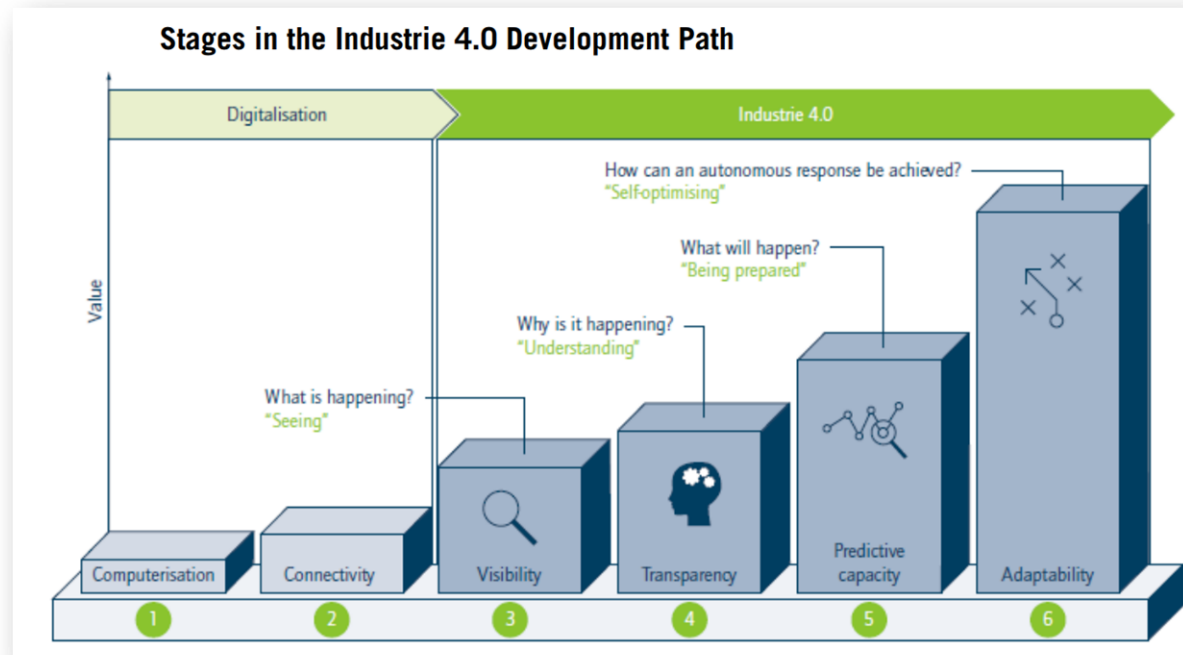 Stages in the Industrie 4.0 Development Path
Digitalisation
Industrie 4.0
How can an autonomous response be achieved?
"Self-optimising"
What will happen?
"Being prepared"
Why is it happening?
"Understanding"
What is happening?
"Seeing"
Value
Computerisation
Connectivity
Visibility
Transparency
Predictive
capacity
Adaptability
1
2
3
4
5
6